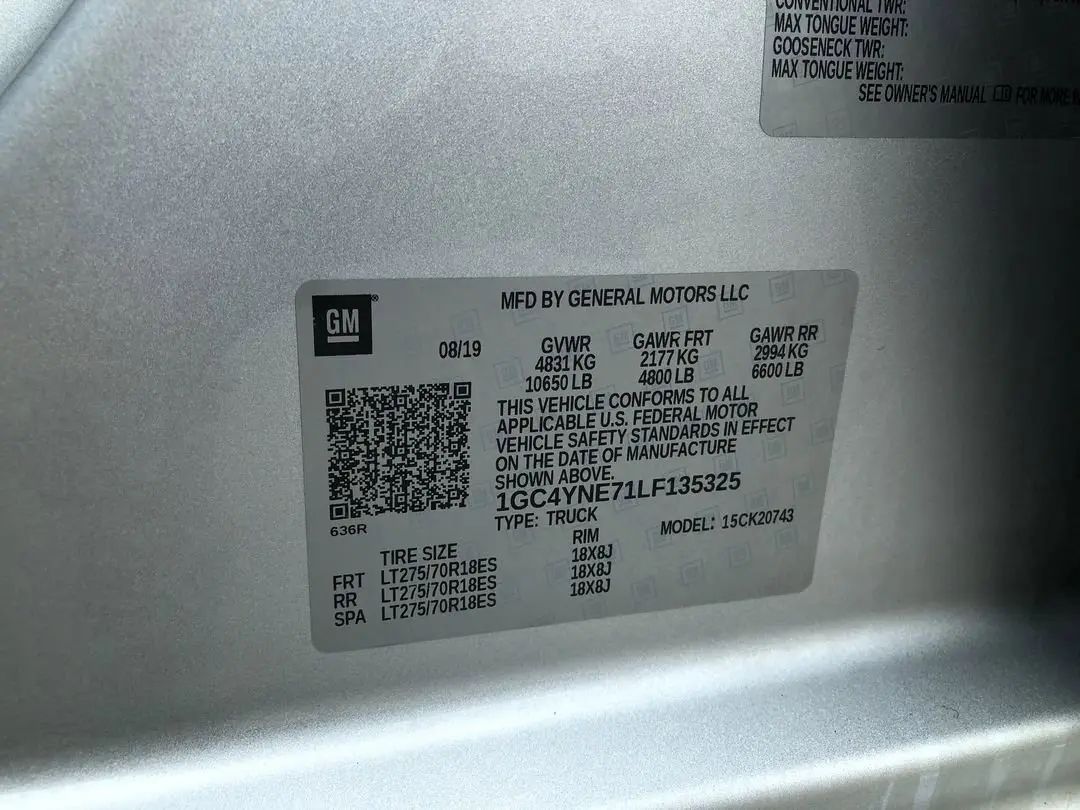 CONVENTIONAL TWR:
MAX TONGUE WEIGHT:
GOOSENECK TWR:
MAX TONGUE WEIGHT:
SEE OWNER'S MANUAL FOR MORE
GM®
MFD BY GENERAL MOTORS LLC
08/19
GVWR GAWR FRT GAWR RR
4831 KG 2177 KG 2994 KG
10650 LB 4800 LB 6600 LB
THIS VEHICLE CONFORMS TO ALL
APPLICABLE U.S. FEDERAL MOTOR
VEHICLE SAFETY STANDARDS IN EFFECT
ON THE DATE OF MANUFACTURE
SHOWN ABOVE.
1GC4YNE71LF135325
TYPE: TRUCK MODEL: 15CK20743
636R
TIRE SIZE RIM
FRT LT275/70R18ES 18X8J
RR LT275/70R18ES 18X8J
SPA LT275/70R18ES 18X8J